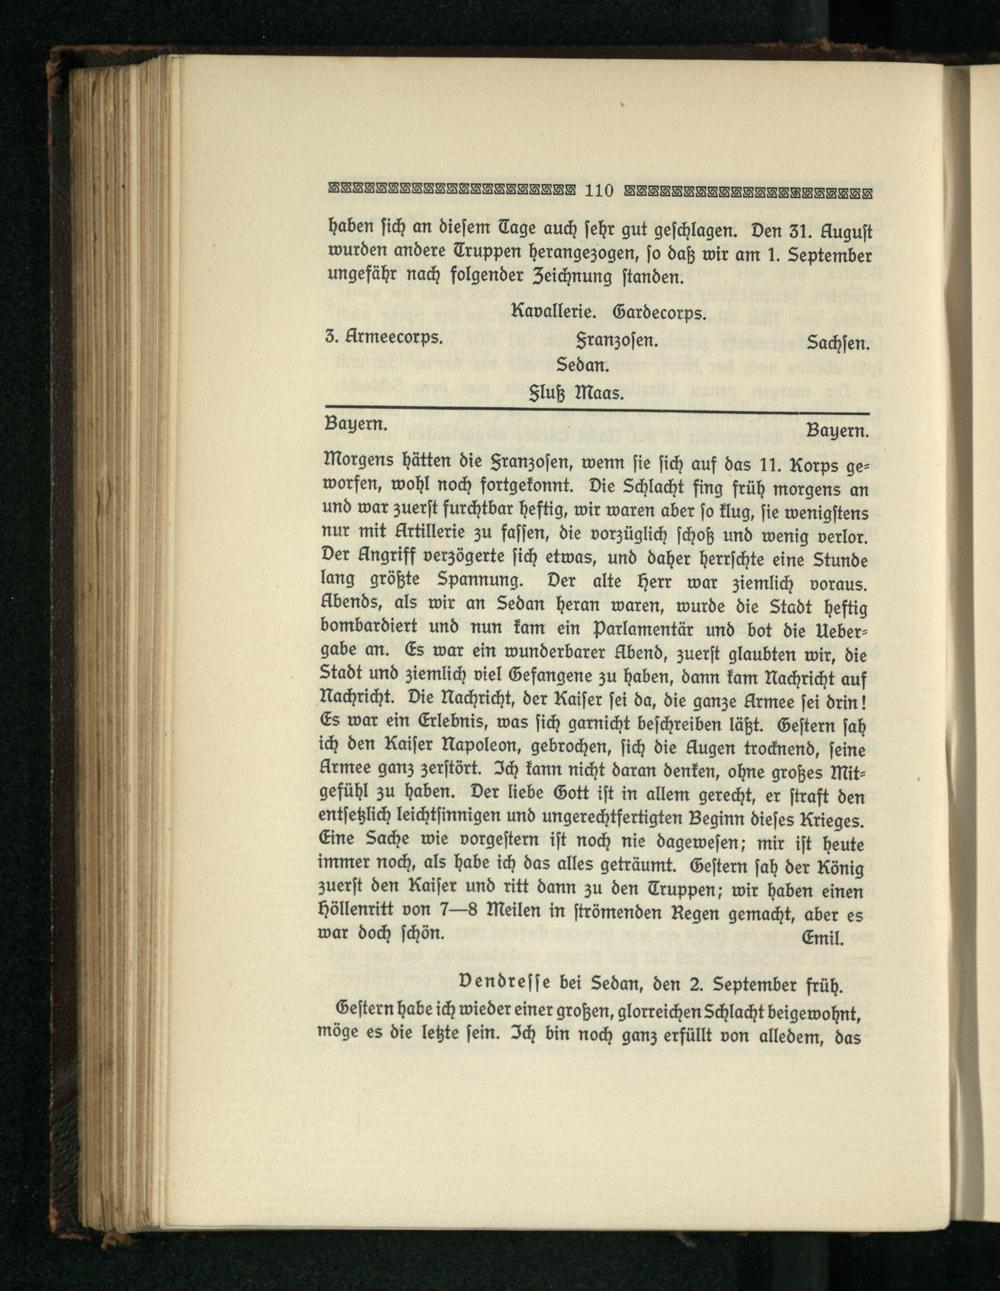 110
haben sich an diesem Tage auch sehr gut geschlagen. Den 31. August
wurden andere Truppen herangezogen, so daß wir am 1. September
ungefähr nach folgender Zeichnung standen.
Kavallerie. Gardecorps.
3. Armeecorps. Franzosen. Sachsen.
Sedan.
Fluß Maas.
Bayern. Bayern.
Morgens hätten die Franzosen, wenn sie sich auf das 11. Korps ge-
worfen, wohl noch fortgekonnt. Die Schlacht fing früh morgens an
und war zuerst furchtbar heftig, wir waren aber so klug, sie wenigstens
nur mit Artillerie zu fassen, die vorzüglich schoß und wenig verlor.
Der Angriff verzögerte sich etwas, und daher herrschte eine Stunde
lang größte Spannung. Der alte Herr war ziemlich voraus.
Abends, als wir an Sedan heran waren, wurde die Stadt heftig
bombardiert und nun kam ein Parlamentär und bot die Ueber-
gabe an. Es war ein wunderbarer Abend, zuerst glaubten wir, die
Stadt und ziemlich viel Gefangene zu haben, dann kam Nachricht auf
Nachricht. Die Nachricht, der Kaiser sei da, die ganze Armee sei drin!
Es war ein Erlebnis, was sich garnicht beschreiben läßt. Gestern sah
ich den Kaiser Napoleon, gebrochen, sich die Augen trocknend, seine
Armee ganz zerstört. Ich kann nicht daran denken, ohne großes Mit-
gefühl zu haben. Der liebe Gott ist in allem gerecht, er straft den
entsetzlich leichtsinnigen und ungerechtfertigten Beginn dieses Krieges.
Eine Sache wie vorgestern ist noch nie dagewesen; mir ist heute
immer noch, als habe ich das alles geträumt. Gestern sah der König
zuerst den Kaiser und ritt dann zu den Truppen; wir haben einen
Höllenritt von 7—8 Meilen in strömenden Regen gemacht, aber es
war doch schön. Emil.
Vendresse bei Sedan, den 2. September früh.
Gestern habe ich wieder einer großen, glorreichen Schlacht beigewohnt,
möge es die letzte sein. Ich bin noch ganz erfüllt von alledem, das